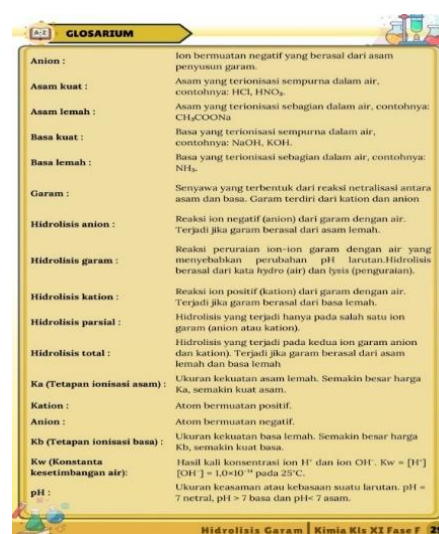 A-Z GLOSARIUM
Anion :
Ion bermuatan negatif yang berasal dari asam
penyusun garam.
Asam kuat :
Asam yang terionisasi sempurna dalam air,
contohnya: HCl, HNO₃.
Asam lemah :
Asam yang terionisasi sebagian dalam air, contohnya:
CH₃COONa
Basa kuat :
Basa yang terionisasi sempurna dalam air,
contohnya: NaOH, KOH.
Basa lemah :
Basa yang terionisasi sebagian dalam air, contohnya:
NH₃.
Garam :
Senyawa yang terbentuk dari reaksi netralisasi antara
asam dan basa. Garam terdiri dari kation dan anion
Hidrolisis anion :
Reaksi ion negatif (anion) dari garam dengan air.
Terjadi jika garam berasal dari asam lemah.
Hidrolisis garam :
Reaksi peruraian ion-ion garam dengan air yang
menyebabkan perubahan pH larutan.Hidrolisis
berasal dari kata hydro (air) dan lysis (penguraian).
Hidrolisis kation :
Reaksi ion positif (kation) dari garam dengan air.
Terjadi jika garam berasal dari basa lemah.
Hidrolisis parsial :
Hidrolisis yang terjadi hanya pada salah satu ion
garam (anion atau kation).
Hidrolisis total :
Hidrolisis yang terjadi pada kedua ion garam anion
dan kation). Terjadi jika garam berasal dari asam
lemah dan basa lemah
Ka (Tetapan ionisasi asam) :
Ukuran kekuatan asam lemah. Semakin besar harga
Ka, semakin kuat asam.
Kation :
Atom bermuatan positif.
Anion :
Atom bermuatan negatif.
Kb (Tetapan ionisasi basa) :
Ukuran kekuatan basa lemah. Semakin besar harga
Kb, semakin kuat basa.
Kw (Konstanta
kesetimbangan air):
Hasil kali konsentrasi ion H⁺ dan ion OH⁻. Kw = [H⁺]
[OH⁻] = 1,0×10⁻¹⁴ pada 25°C.
pH :
Ukuran keasaman atau kebasaan suatu larutan. pH =
7 netral, pH > 7 basa dan pH< 7 asam.
Hidrolisis Garam | Kimia Kls XI Fase F